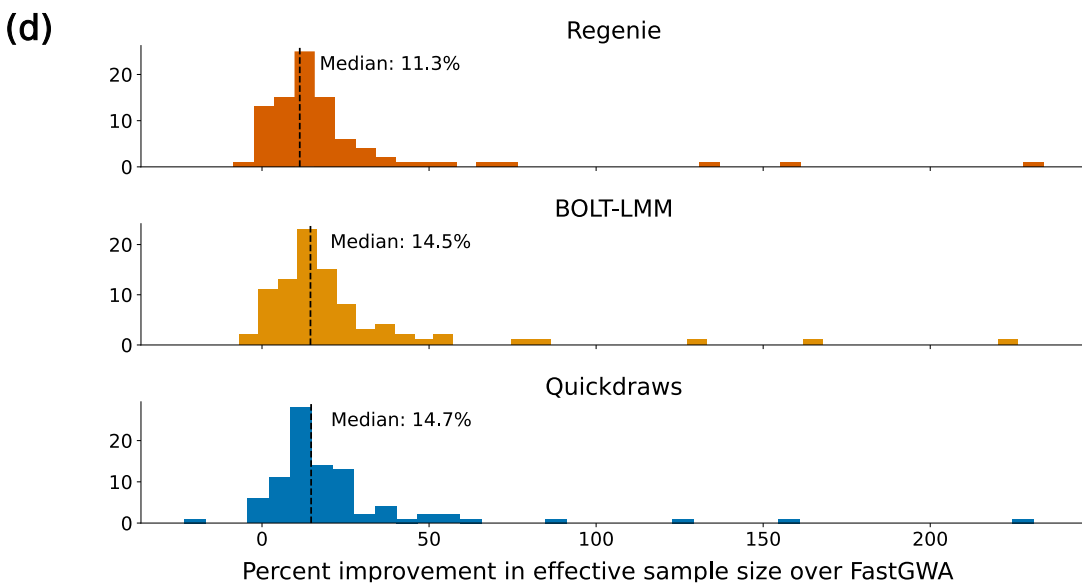 (d)
Regenie
Median: 11.3%
20
10
0
BOLT-LMM
Median: 14.5%
20
10
0
Quickdraws
Median: 14.7%
20
10
0
0 50 100 150 200
Percent improvement in effective sample size over FastGWA